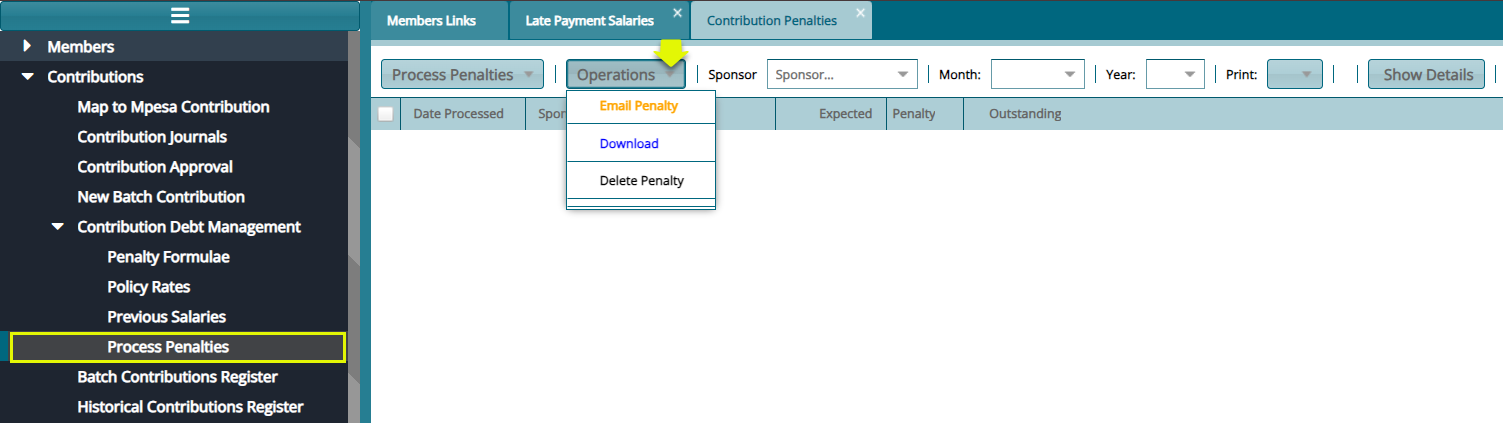 Members Links
Late Payment Salaries
Contribution Penalties
Members
Contributions
Map to Mpesa Contribution
Contribution Journals
Contribution Approval
New Batch Contribution
Contribution Debt Management
Penalty Formulae
Policy Rates
Previous Salaries
Process Penalties
Batch Contributions Register
Historical Contributions Register
Process Penalties
Operations
Sponsor
Sponsor...
Month:
Year:
Print:
Show Details
Date Processed
Expected
Penalty
Outstanding
Email Penalty
Download
Delete Penalty